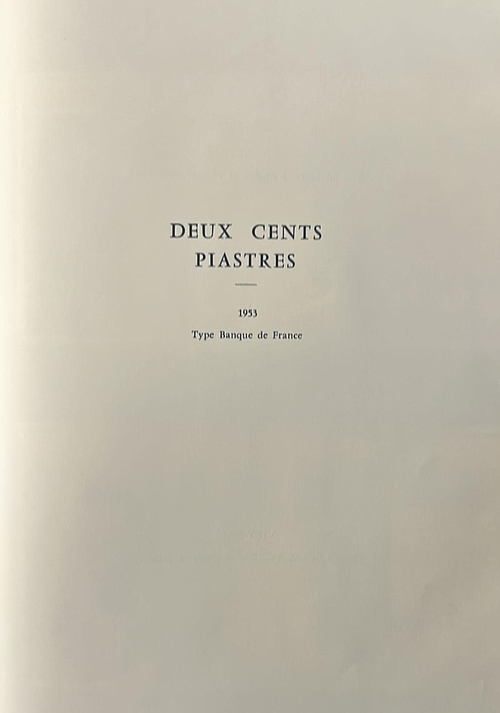 DEUX CENTS
PIASTRES
1953
Type Banque de France